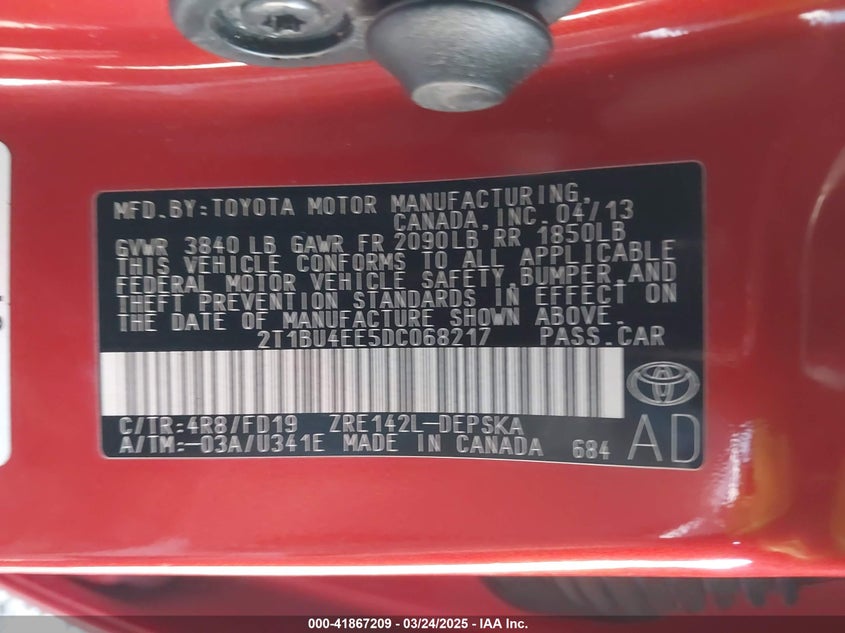 MFD.BY:TOYOTA MOTOR MANUFACTURING,
CANADA,INC. 04/13
GVWR 3840 LB GAWR FR 2090LB RR 1850LB
THIS VEHICLE CONFORMS TO ALL APPLICABLE
FEDERAL MOTOR VEHICLE SAFETY,BUMPER,AND
THEFT PREVENTION STANDARDS IN EFFECT ON
THE DATE OF MANUFACTURE SHOWN ABOVE.
2T1BU4EE5DC068217 PASS.CAR
C/TR:4R8/FD19 ZRE142L-DEPSKA
A/TM:-03A/U341E MADE IN CANADA 684
AD
000-41867209 - 03/24/2025 - IAA Inc.